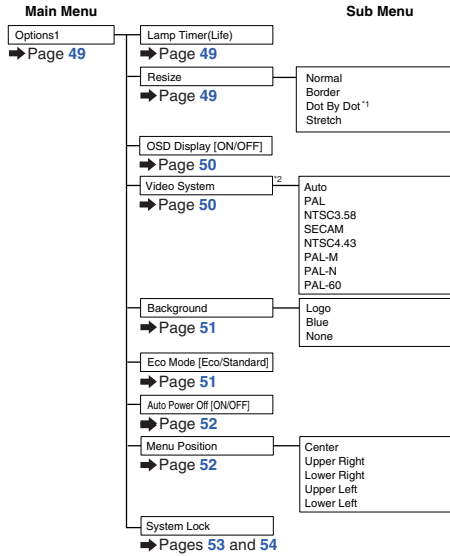 Main Menu
Sub Menu
Options1
➡ Page 49
Lamp Timer(Life)
➡ Page 49
Resize
➡ Page 49
Normal
Border
Dot By Dot*1
Stretch
OSD Display [ON/OFF]
➡ Page 50
Video System
*2
➡ Page 50
Auto
PAL
NTSC3.58
SECAM
NTSC4.43
PAL-M
PAL-N
PAL-60
Background
➡ Page 51
Logo
Blue
None
Eco Mode [Eco/Standard]
➡ Page 51
Auto Power Off [ON/OFF]
➡ Page 52
Menu Position
➡ Page 52
Center
Upper Right
Lower Right
Upper Left
Lower Left
System Lock
➡ Pages 53 and 54